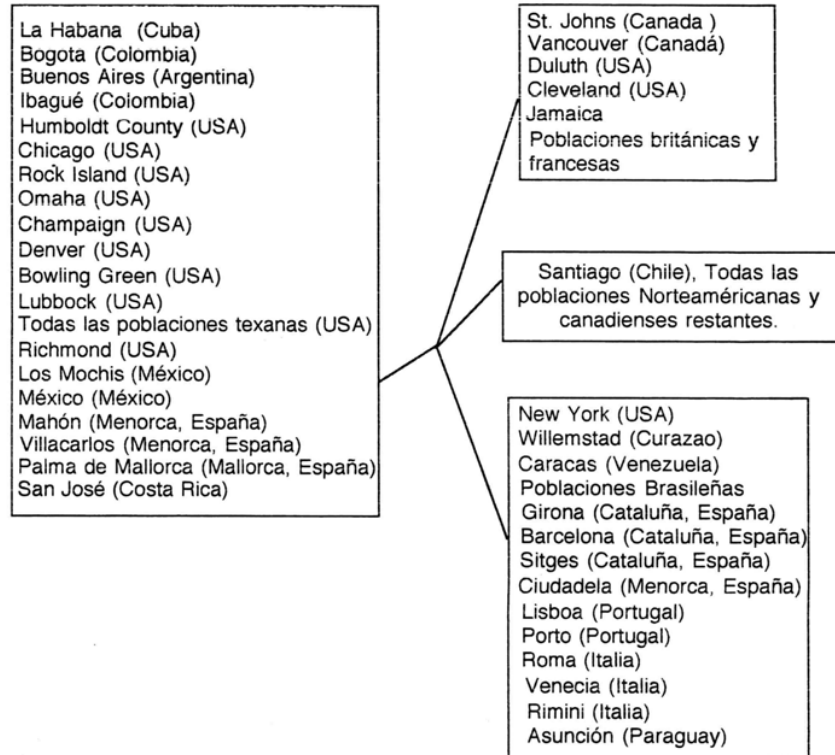 La Habana (Cuba)
Bogota (Colombia)
Buenos Aires (Argentina)
Ibagué (Colombia)
Humboldt County (USA)
Chicago (USA)
Rock Island (USA)
Omaha (USA)
Champaign (USA)
Denver (USA)
Bowling Green (USA)
Lubbock (USA)
Todas las poblaciones texanas (USA)
Richmond (USA)
Los Mochis (México)
México (México)
Mahón (Menorca, España)
Villacarlos (Menorca, España)
Palma de Mallorca (Mallorca, España)
San José (Costa Rica)
St. Johns (Canada )
Vancouver (Canadá)
Duluth (USA)
Cleveland (USA)
Jamaica
Poblaciones británicas y
francesas
Santiago (Chile), Todas las
poblaciones Norteaméricanas y
canadienses restantes.
New York (USA)
Willemstad (Curazao)
Caracas (Venezuela)
Poblaciones Brasileñas
Girona (Cataluña, España)
Barcelona (Cataluña, España)
Sitges (Cataluña, España)
Ciudadela (Menorca, España)
Lisboa (Portugal)
Porto (Portugal)
Roma (Italia)
Venecia (Italia)
Rimini (Italia)
Asunción (Paraguay)